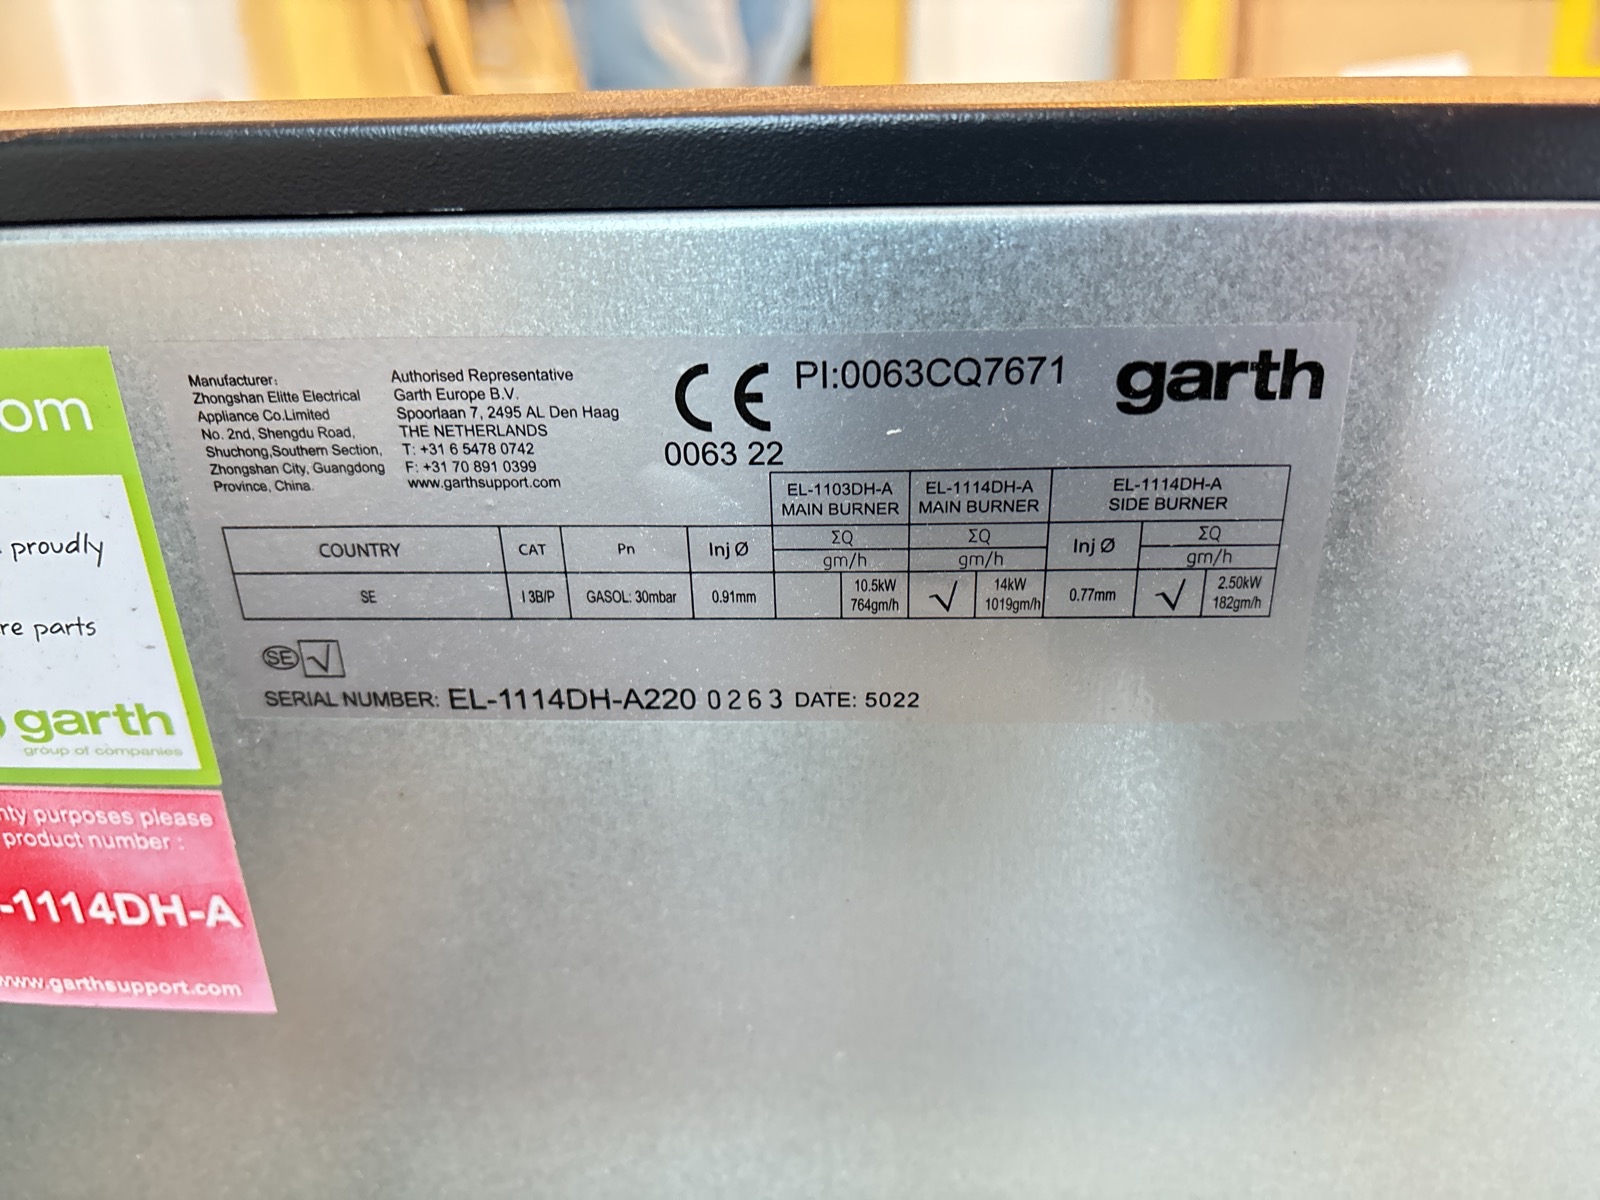 Manufacturer:
Zhongshan Elitte Electrical
Appliance Co.Limited
No. 2nd, Shengdu Road,
Shuchong,Southern Section,
Zhongshan City, Guangdong
Province, China.
Authorised Representative
Garth Europe B.V.
Spoorlaan 7, 2495 AL Den Haag
THE NETHERLANDS
T: +31 6 5478 0742
F: +31 70 891 0399
www.garthsupport.com
CE PI:0063CQ7671
0063 22
garth
EL-1103DH-A EL-1114DH-A EL-1114DH-A
MAIN BURNER MAIN BURNER SIDE BURNER
COUNTRY CAT Pn Inj Ø ΣQ ΣQ Inj Ø ΣQ
gm/h gm/h gm/h
SE I 3B/P GASOL: 30mbar 0.91mm 10.5kW √ 14kW 0.77mm √ 2.50kW
764gm/h 1019gm/h 182gm/h
SE √
SERIAL NUMBER: EL-1114DH-A220 0263 DATE: 5022
om
proudly
re parts
garth
group of companies
nty purposes please
product number :
-1114DH-A
www.garthsupport.com